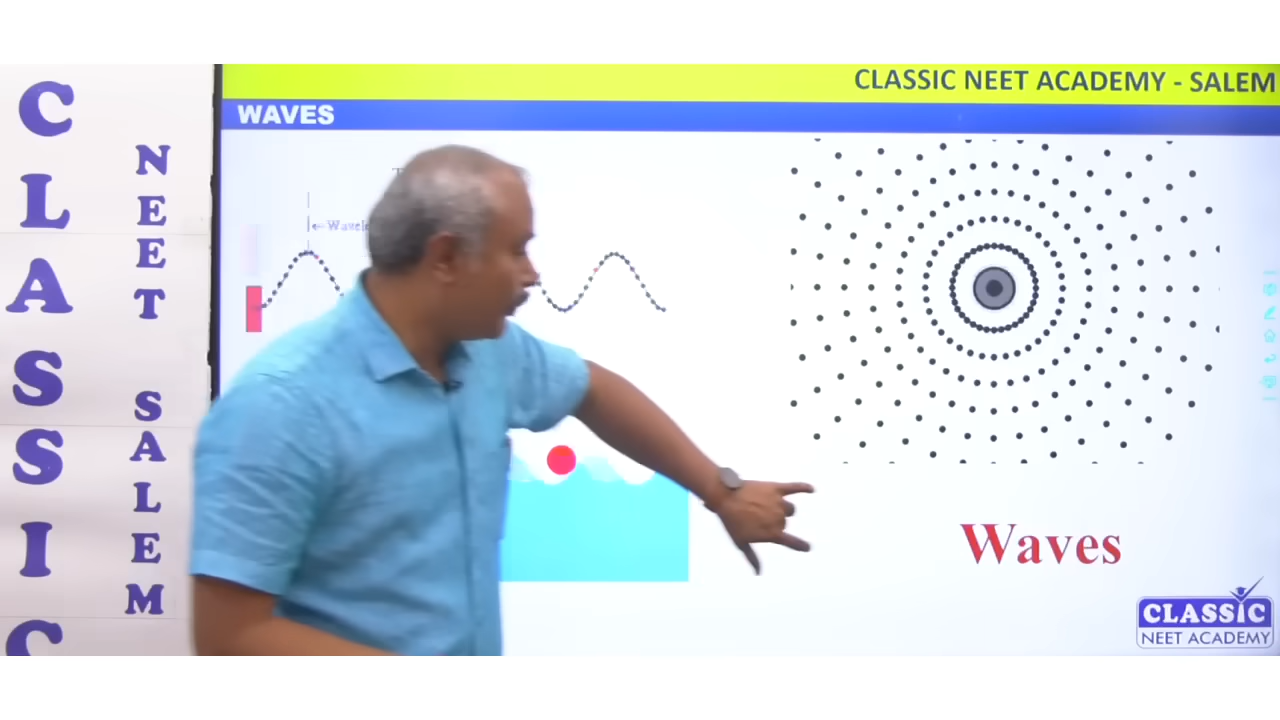 CLASSIC NEET ACADEMY - SALEM
WAVES
CLASSIC
NEET SALEM
Waves
CLASSIC
NEET ACADEMY